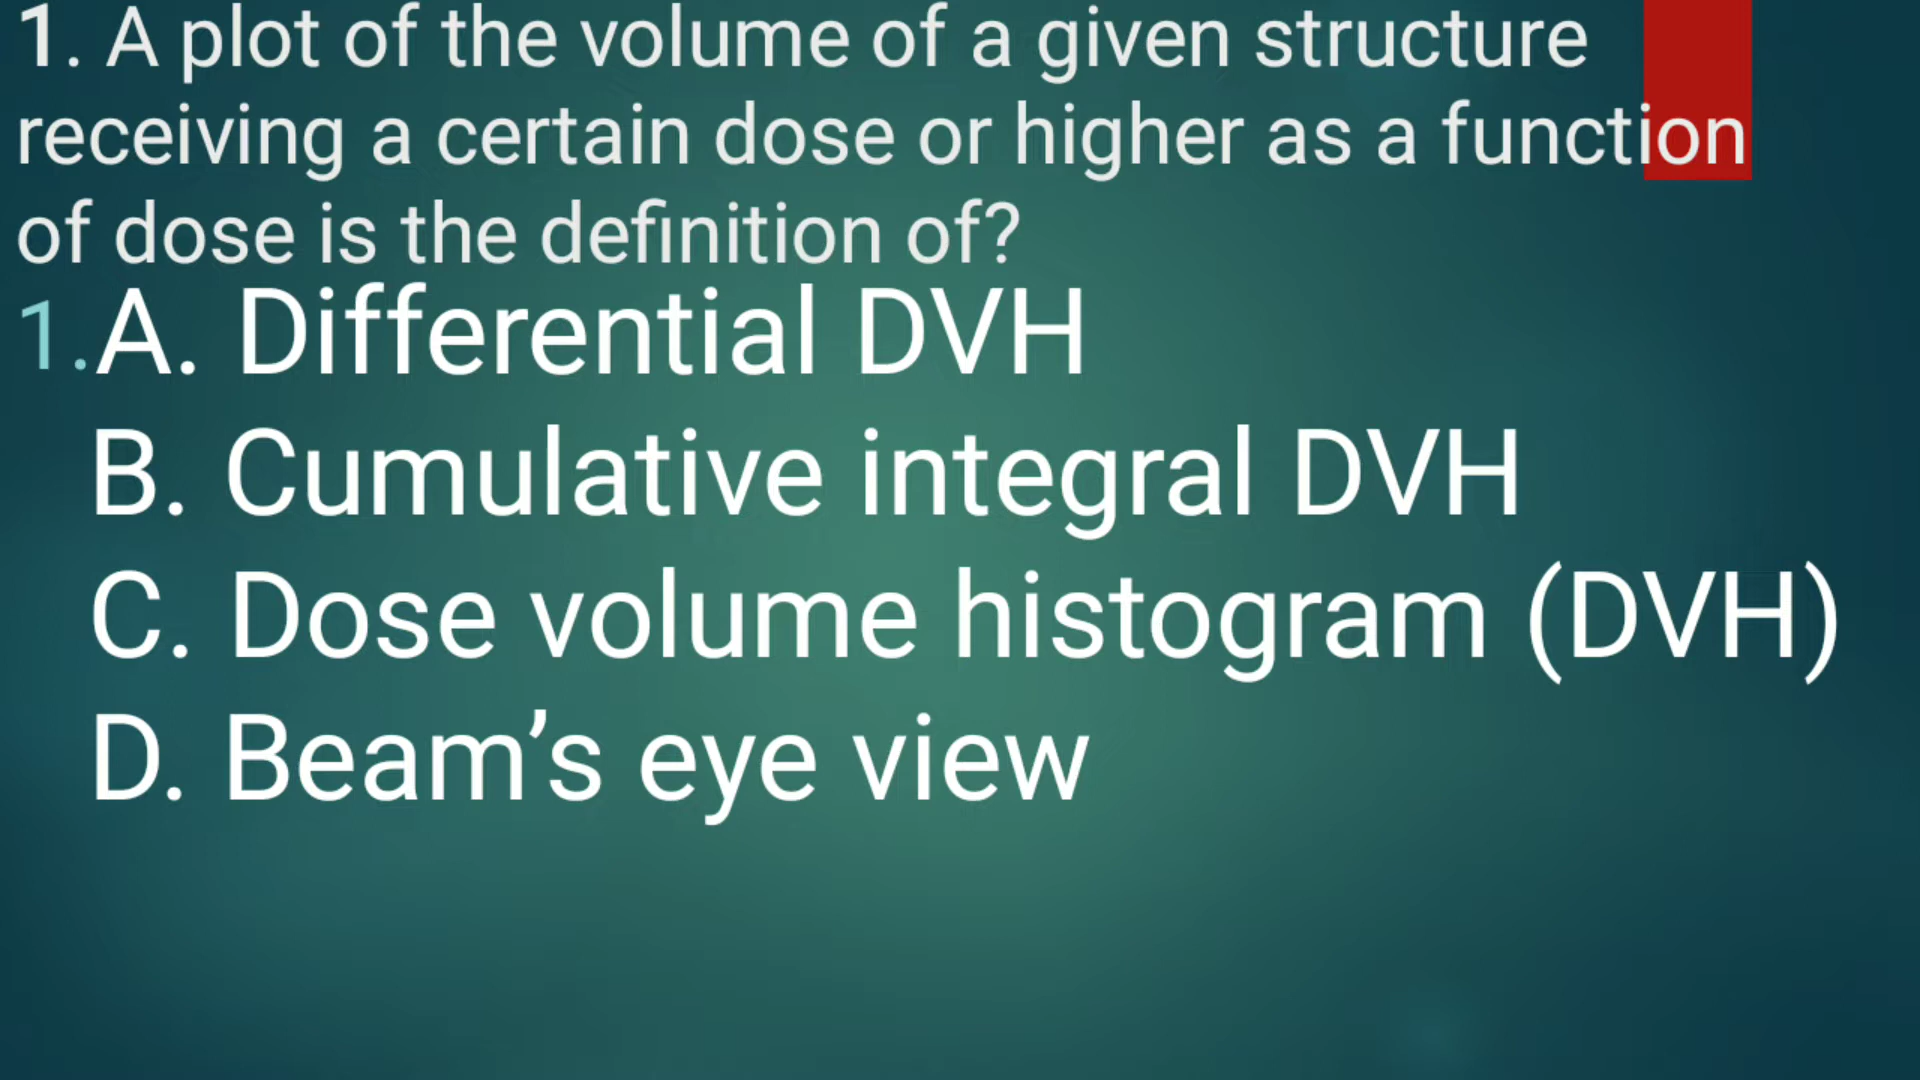 1. A plot of the volume of a given structure
receiving a certain dose or higher as a function
of dose is the definition of?
1. A. Differential DVH
B. Cumulative integral DVH
C. Dose volume histogram (DVH)
D. Beam’s eye view